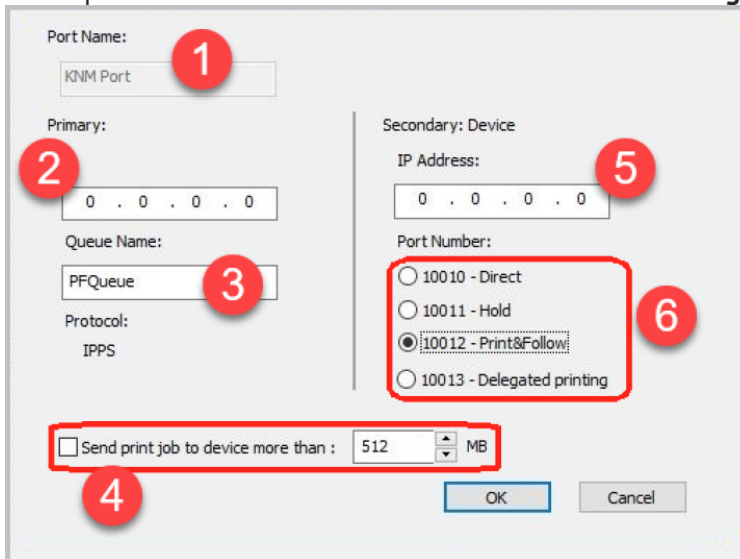 Port Name:
1
KNM Port
Primary:
2
0 . 0 . 0 . 0
Queue Name:
PFQueue
3
Protocol:
IPPS
Secondary: Device
IP Address:
5
0 . 0 . 0 . 0
Port Number:
10010 - Direct
10011 - Hold
10012 - Print&Follow
10013 - Delegated printing
6
Send print job to device more than : 512 MB
4
OK Cancel